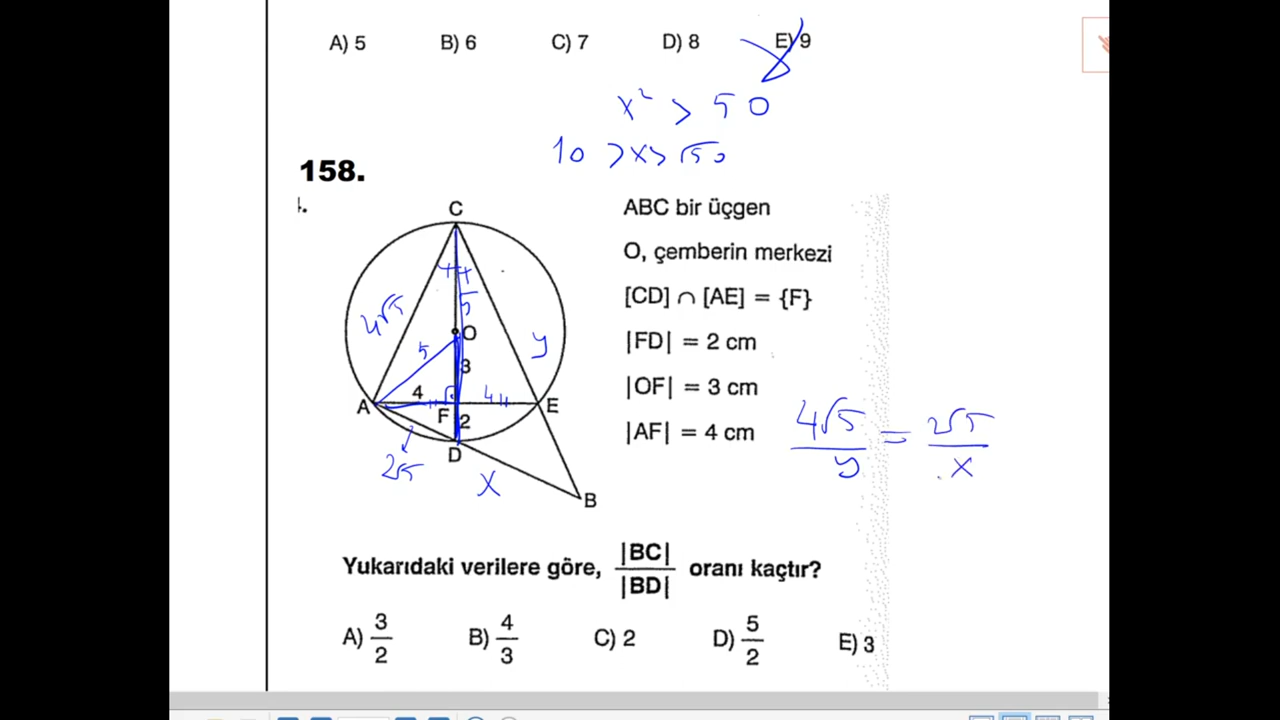 A) 5 B) 6 C) 7 D) 8 E) 9
x² > 50
10 > x > √50
158.
ABC bir üçgen
O, çemberin merkezi
[CD] ∩ [AE] = {F}
|FD| = 2 cm
|OF| = 3 cm
|AF| = 4 cm
C
4√5
5
O
y
5
3
4
4
A
F
E
2
D
2√5
x
B
4√5/y = 2√5/x
Yukarıdaki verilere göre, |BC|/|BD| oranı kaçtır?
A) 3/2 B) 4/3 C) 2 D) 5/2 E) 3